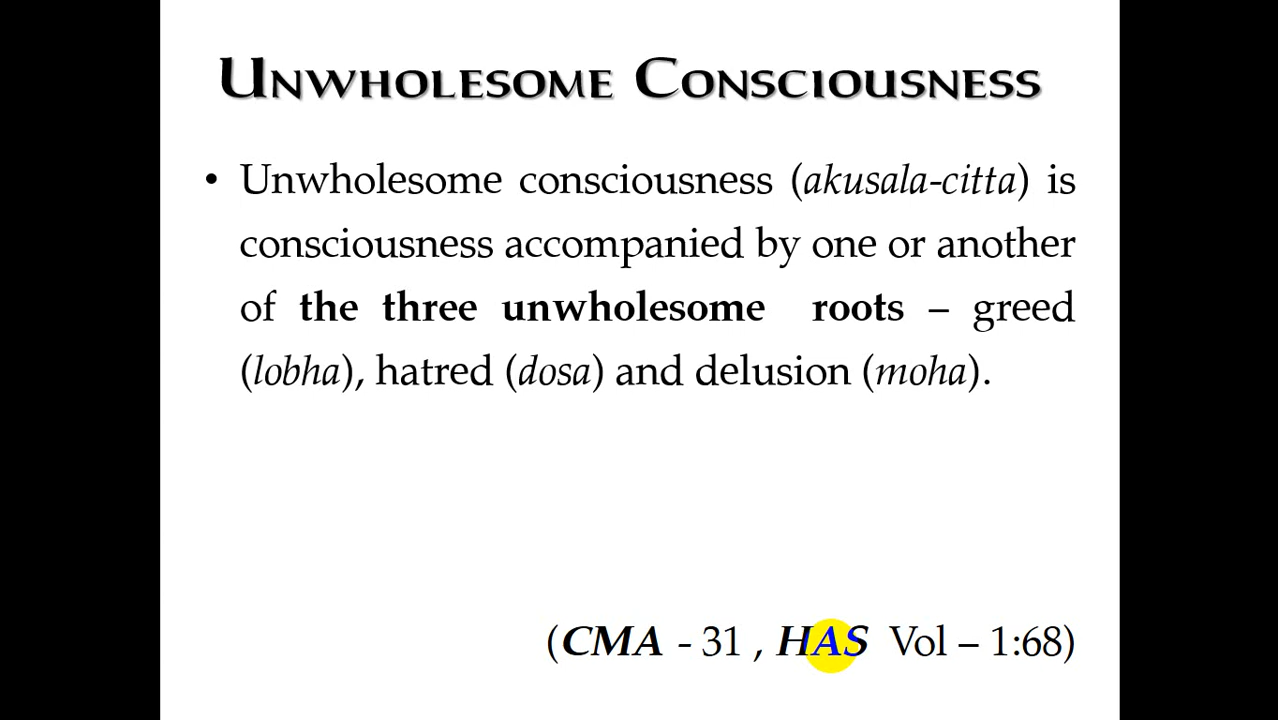 Unwholesome Consciousness
• Unwholesome consciousness (akusala-citta) is
consciousness accompanied by one or another
of the three unwholesome roots – greed
(lobha), hatred (dosa) and delusion (moha).
(CMA - 31 , HAS Vol – 1:68)